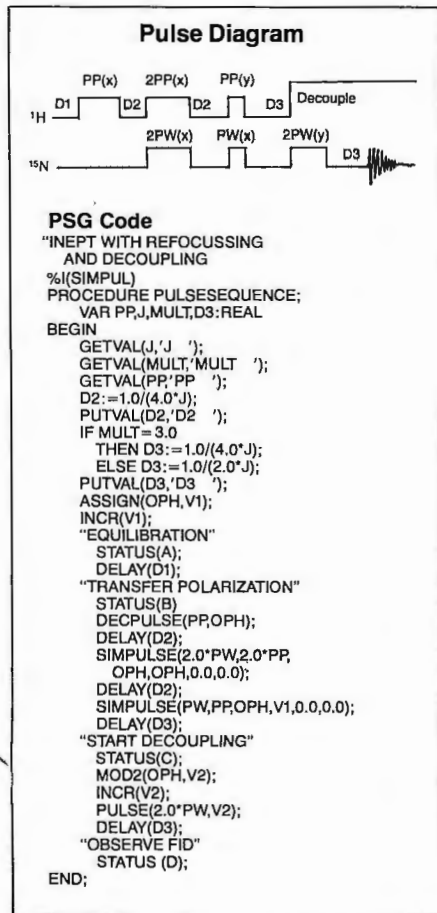 Pulse Diagram
PP(x) 2PP(x) PP(y)
D1 D2 D2 D3 Decouple
¹H
2PW(x) PW(x) 2PW(y)
D3
¹⁵N
PSG Code
"INEPT WITH REFOCUSSING
AND DECOUPLING
%I(SIMPUL)
PROCEDURE PULSESEQUENCE;
VAR PP,J,MULT,D3:REAL
BEGIN
GETVAL(J,'J ');
GETVAL(MULT,'MULT ');
GETVAL(PP,'PP ');
D2:=1.0/(4.0*J);
PUTVAL(D2,'D2 ');
IF MULT=3.0
THEN D3:=1.0/(4.0*J);
ELSE D3:=1.0/(2.0*J);
PUTVAL(D3,'D3 ');
ASSIGN(OPH,V1);
INCR(V1);
"EQUILIBRATION"
STATUS(A);
DELAY(D1);
"TRANSFER POLARIZATION"
STATUS(B)
DECPULSE(PP,OPH);
DELAY(D2);
SIMPULSE(2.0*PW,2.0*PP,
OPH,OPH,0.0,0.0);
DELAY(D2);
SIMPULSE(PW,PP,OPH,V1,0.0,0.0);
DELAY(D3);
"START DECOUPLING"
STATUS(C);
MOD2(OPH,V2);
INCR(V2);
PULSE(2.0*PW,V2);
DELAY(D3);
"OBSERVE FID"
STATUS (D);
END;